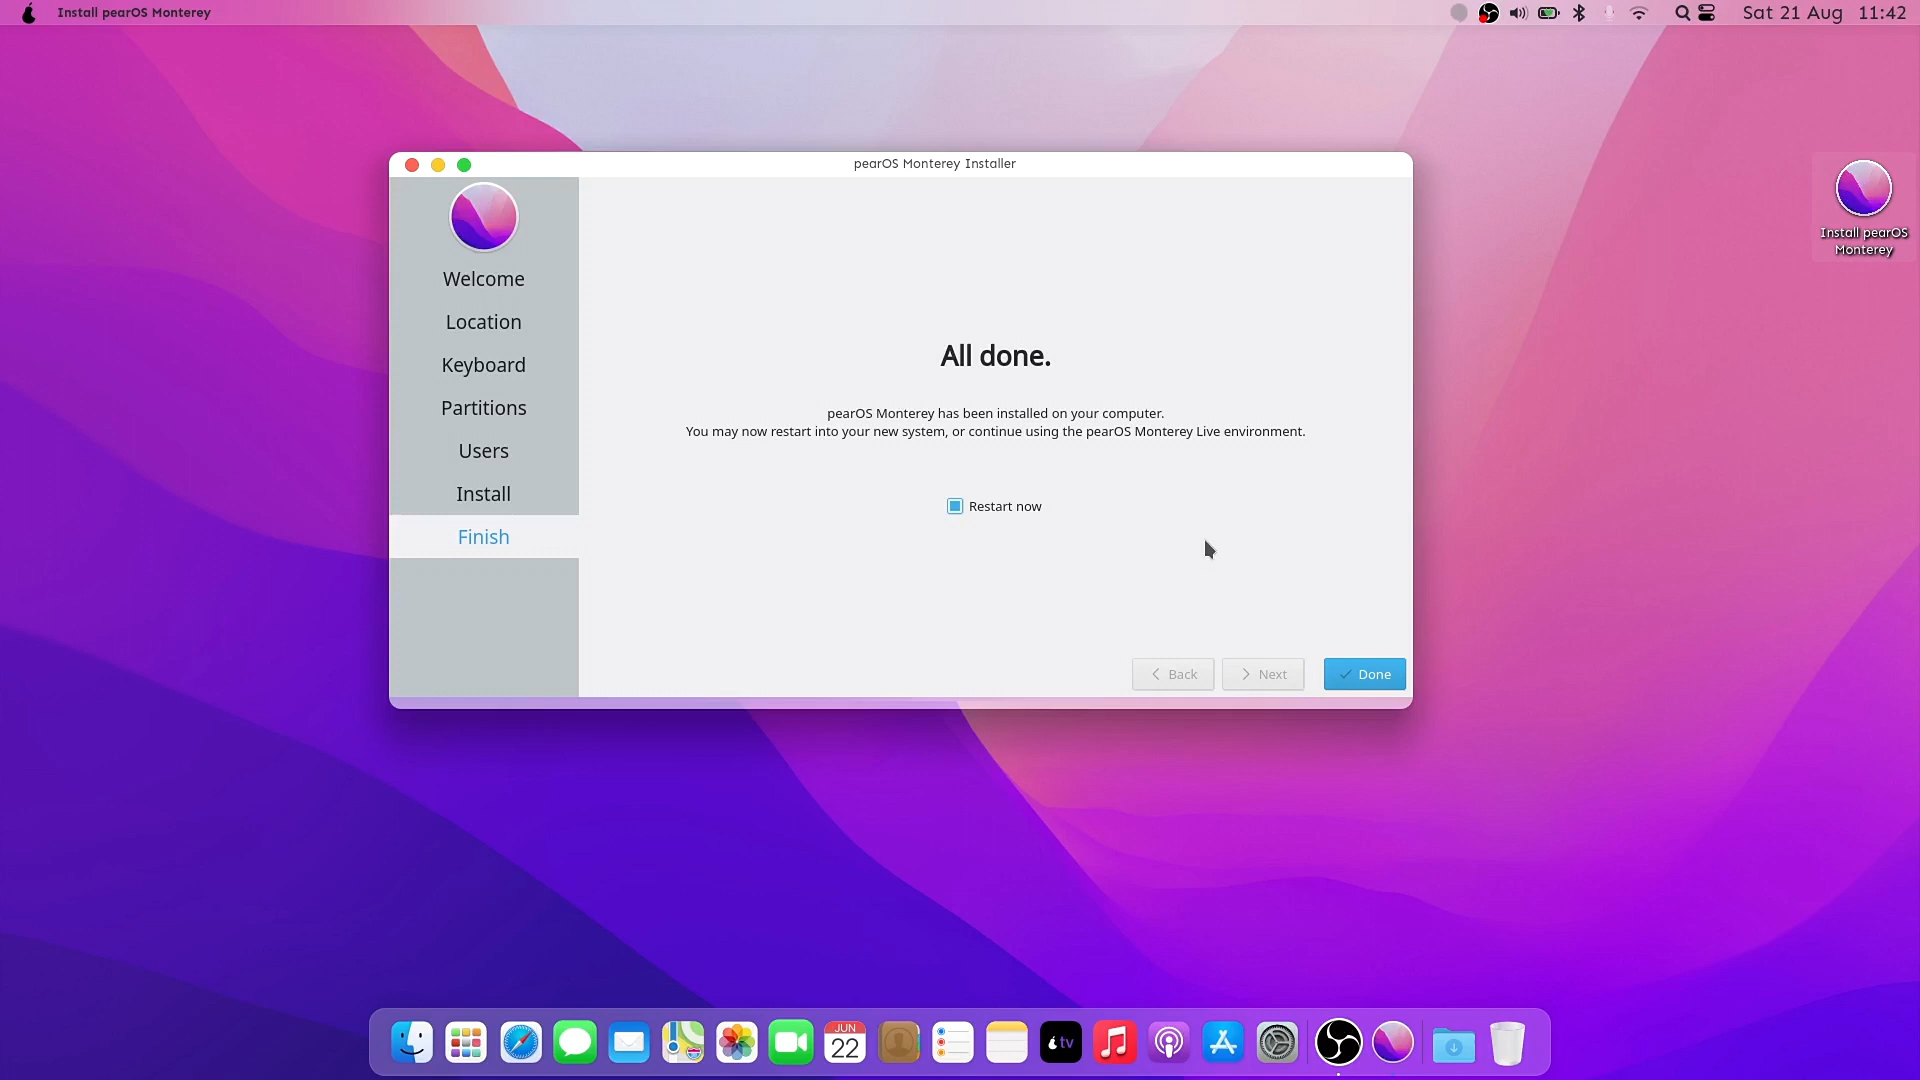 Install pearOS Monterey
Sat 21 Aug 11:42
pearOS Monterey Installer
Install pearOS
Monterey
Welcome
Location
Keyboard
Partitions
Users
Install
Finish
All done.
pearOS Monterey has been installed on your computer.
You may now restart into your new system, or continue using the pearOS Monterey Live environment.
Restart now
Back
Next
Done
JUN
22
tv